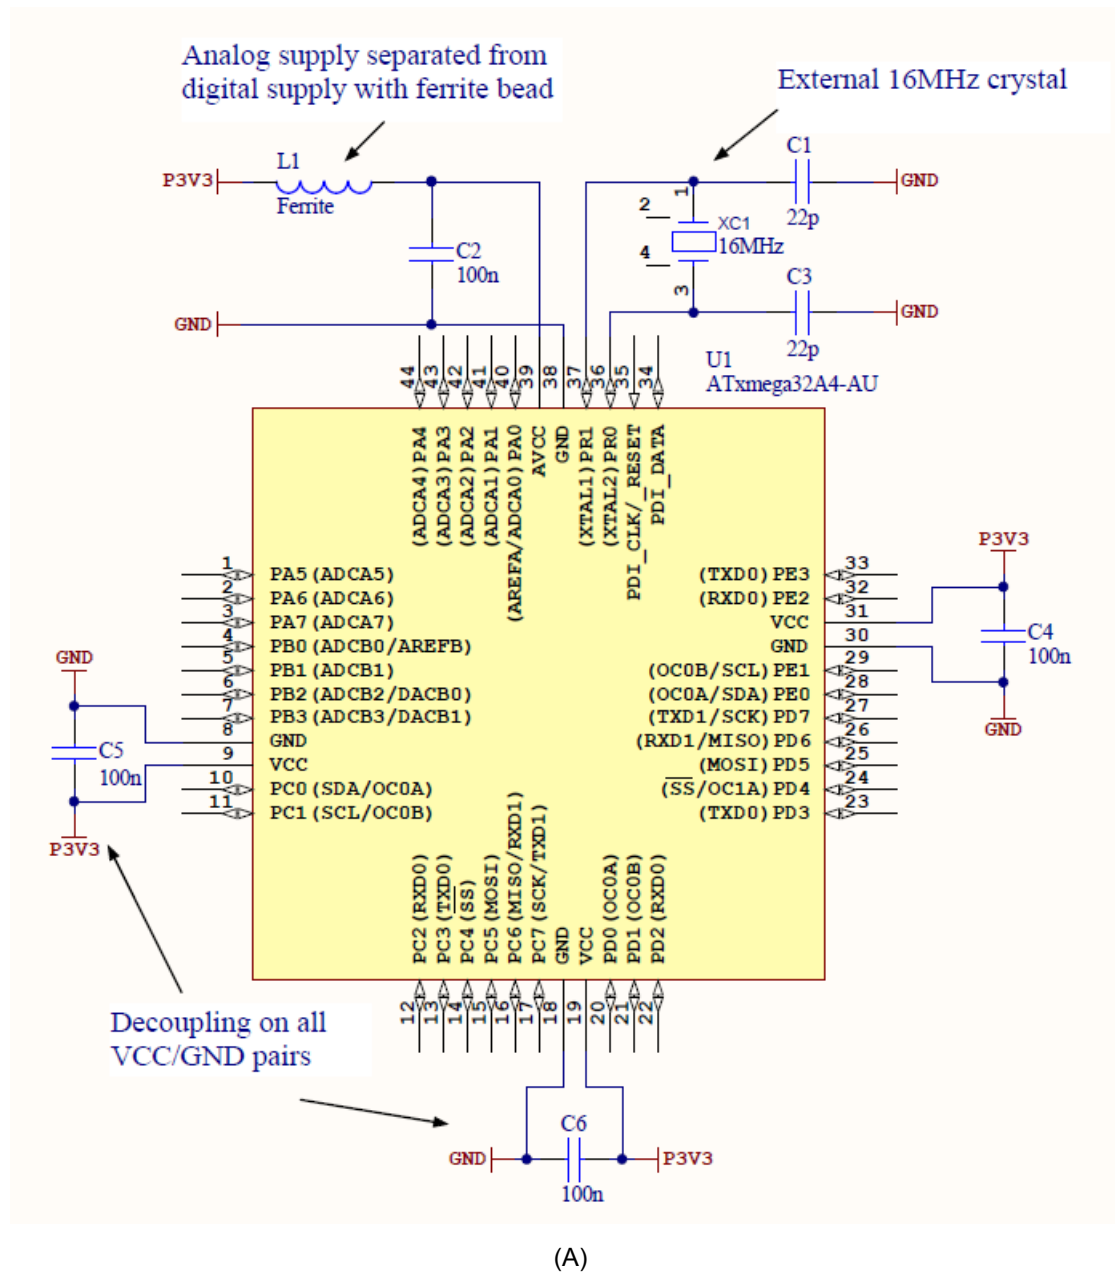 Analog supply separated from
digital supply with ferrite bead
External 16MHz crystal
P3V3
L1
Ferrite
C2
100n
GND
C1
22p
GND
1
2
XC1
16MHz
4
3
C3
22p
GND
U1
ATxmega32A4-AU
44
43
42
41
40
39
38
37
36
35
34
(ADCA4)PA4
(ADCA3)PA3
(ADCA2)PA2
(ADCA1)PA1
(AREFA/ADCA0)PA0
AVCC
GND
(XTAL1)PR1
(XTAL2)PR0
PDI_CLK/_RESET
PDI_DATA
1 PA5(ADCA5)
2 PA6(ADCA6)
3 PA7(ADCA7)
4 PB0(ADCB0/AREFB)
5 PB1(ADCB1)
6 PB2(ADCB2/DACB0)
7 PB3(ADCB3/DACB1)
8 GND
9 VCC
10 PC0(SDA/OC0A)
11 PC1(SCL/OC0B)
(TXD0)PE3 33
(RXD0)PE2 32
VCC 31
GND 30
(OC0B/SCL)PE1 29
(OC0A/SDA)PE0 28
(TXD1/SCK)PD7 27
(RXD1/MISO)PD6 26
(MOSI)PD5 25
(SS/OC1A)PD4 24
(TXD0)PD3 23
P3V3
C4
100n
GND
GND
C5
100n
P3V3
PC2(RXD0)
PC3(TXD0)
PC4(SS)
PC5(MOSI)
PC6(MISO/RXD1)
PC7(SCK/TXD1)
GND
VCC
PD0(OC0A)
PD1(OC0B)
PD2(RXD0)
12
13
14
15
16
17
18
19
20
21
22
Decoupling on all
VCC/GND pairs
C6
GND
P3V3
100n
(A)